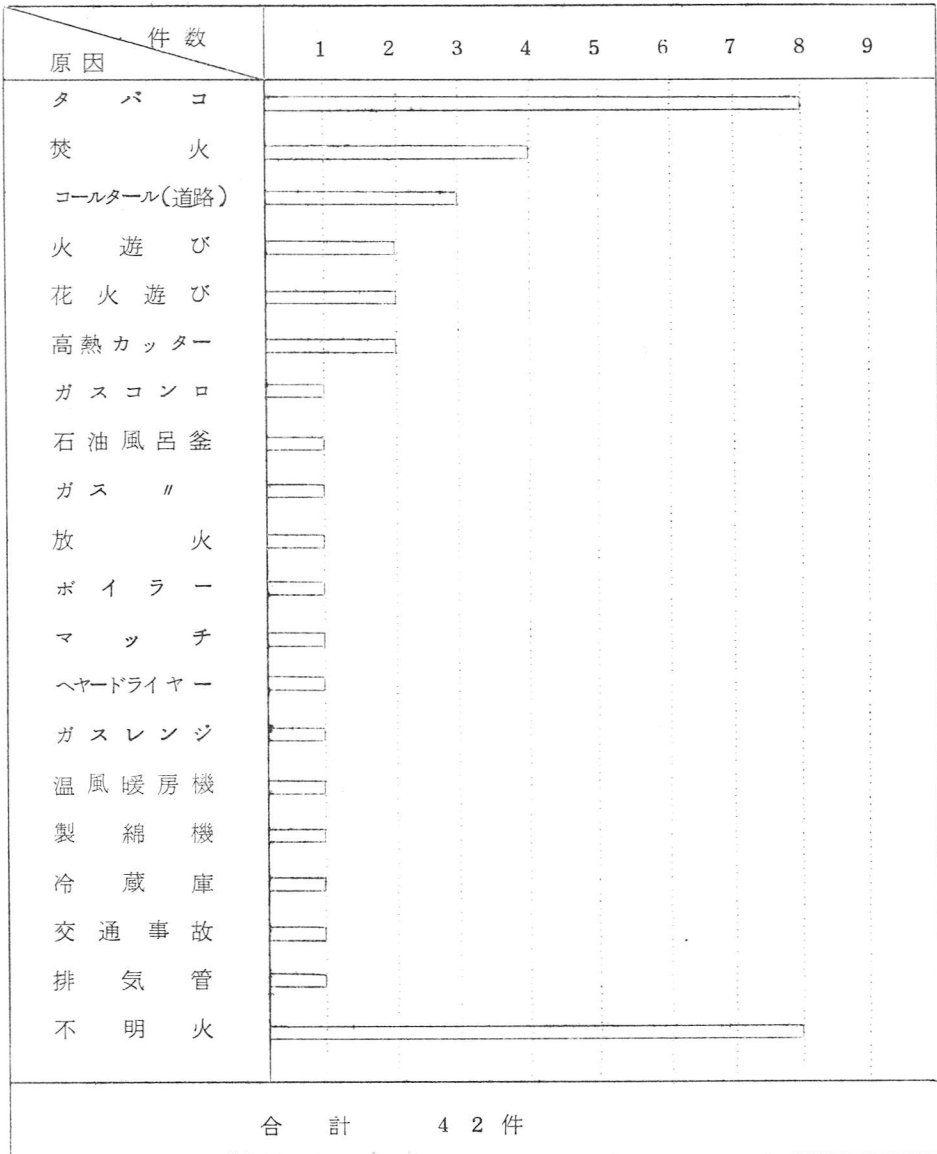 件数
原因
1 2 3 4 5 6 7 8 9
タバコ
焚火
コールタール(道路)
火遊び
花火遊び
高熱カッター
ガスコンロ
石油風呂釜
ガス 〃
放火
ボイラー
マッチ
ヘヤードライヤー
ガスレンジ
温風暖房機
製綿機
冷蔵庫
交通事故
排気管
不明火
合計 42件